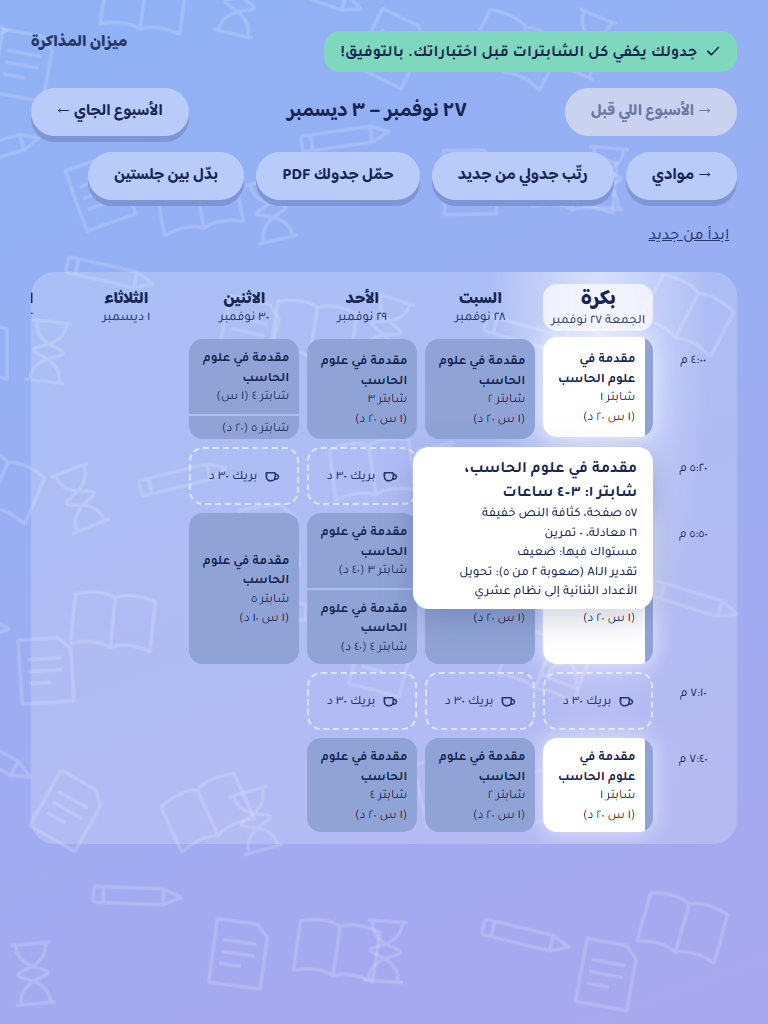 جدولك يكفي كل الشابترات قبل اختباراتك. بالتوفيق!
ميزان المذاكرة
→ الأسبوع اللي قبل
٢٧ نوفمبر – ٣ ديسمبر
الأسبوع الجاي ←
→ موادي
رتّب جدولي من جديد
حمّل جدولك PDF
بدّل بين جلستين
ابدأ من جديد
بكرة
الجمعة ٢٧ نوفمبر
السبت
٢٨ نوفمبر
الأحد
٢٩ نوفمبر
الاثنين
٣٠ نوفمبر
الثلاثاء
١ ديسمبر
٤:٠٠ م
مقدمة في
علوم الحاسب
شابتر ١
(١ س ٢٠ د)
مقدمة في علوم
الحاسب
شابتر ٢
(١ س ٢٠ د)
مقدمة في علوم
الحاسب
شابتر ٣
(١ س ٢٠ د)
مقدمة في علوم
الحاسب
شابتر ٤ (١ س)
شابتر ٥ (٢٠ د)
٥:٢٠ م
مقدمة في علوم الحاسب،
شابتر ١: ٣-٤ ساعات
٥٧ صفحة، كثافة النص خفيفة
١٦ معادلة، ٠ تمرين
مستواك فيها: ضعيف
تقدير الـAI (صعوبة ٢ من ٥): تحويل
الأعداد الثنائية إلى نظام عشري
بريك ٣٠ د
بريك ٣٠ د
٥:٥٠ م
(١ س ٢٠ د)
(١ س ٢٠ د)
مقدمة في علوم
الحاسب
شابتر ٣ (٤٠ د)
مقدمة في علوم
الحاسب
شابتر ٤ (٤٠ د)
مقدمة في علوم
الحاسب
شابتر ٥
(١ س ١٠ د)
٧:١٠ م
بريك ٣٠ د
بريك ٣٠ د
بريك ٣٠ د
٧:٤٠ م
مقدمة في
علوم الحاسب
شابتر ١
(١ س ٢٠ د)
مقدمة في علوم
الحاسب
شابتر ٢
(١ س ٢٠ د)
مقدمة في علوم
الحاسب
شابتر ٤
(١ س ٢٠ د)